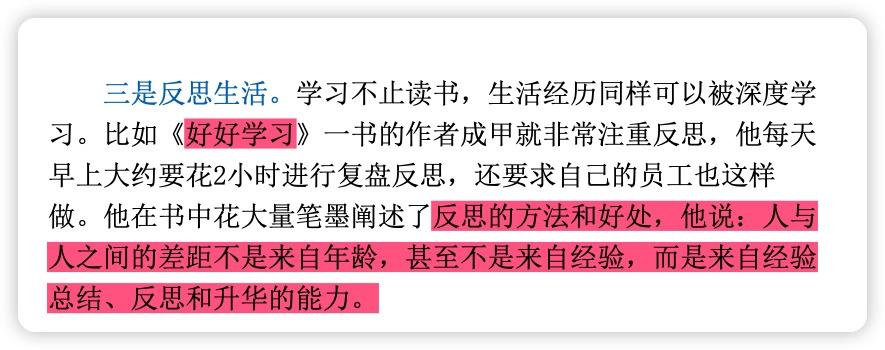 三是反思生活。学习不止读书，生活经历同样可以被深度学
习。比如《好好学习》一书的作者成甲就非常注重反思，他每天
早上大约要花2小时进行复盘反思，还要求自己的员工也这样
做。他在书中花大量笔墨阐述了反思的方法和好处，他说：人与
人之间的差距不是来自年龄，甚至不是来自经验，而是来自经验
总结、反思和升华的能力。